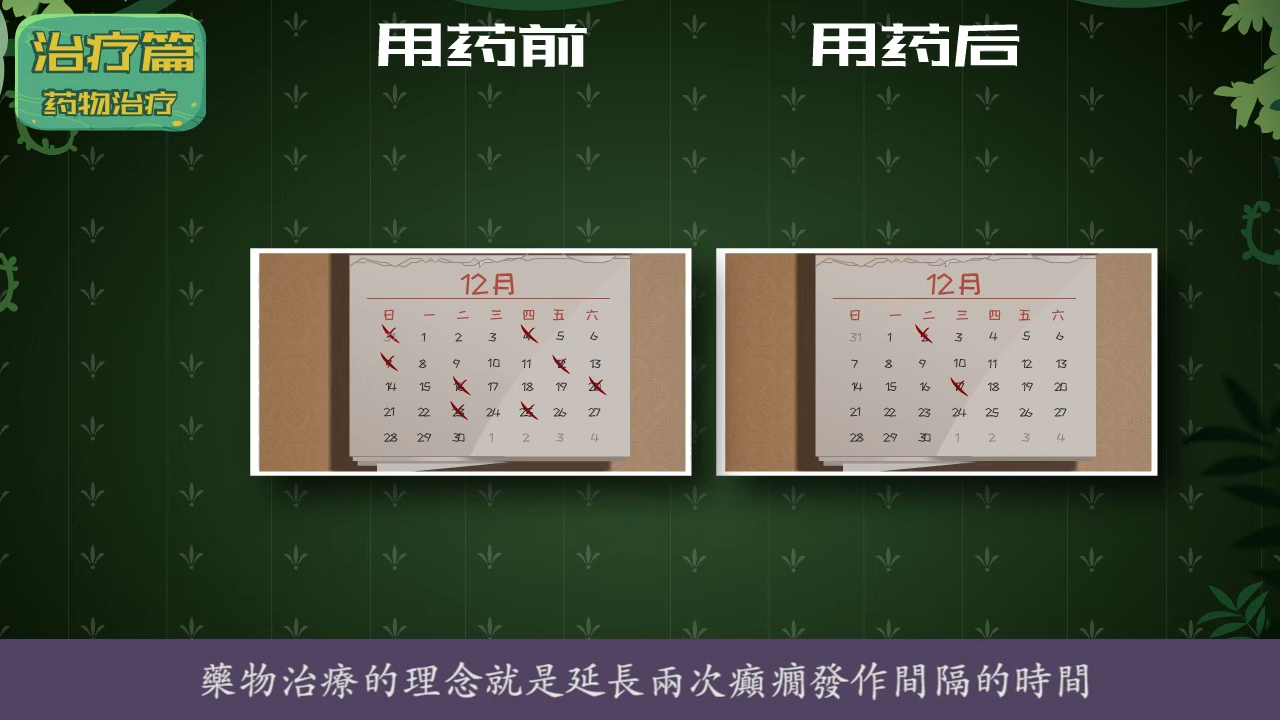 治疗篇
药物治疗
用药前
用药后
12月
日 一 二 三 四 五 六
31 1 2 3 4 5 6
7 8 9 10 11 12 13
14 15 16 17 18 19 20
21 22 23 24 25 26 27
28 29 30 1 2 3 4
12月
日 一 二 三 四 五 六
31 1 2 3 4 5 6
7 8 9 10 11 12 13
14 15 16 17 18 19 20
21 22 23 24 25 26 27
28 29 30 1 2 3 4
藥物治療的理念就是延長兩次癲癇發作間隔的時間